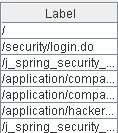 Label
/
/security/login.do
/j_spring_security_...
/application/compa...
/application/compa...
/application/hacker...
/j_spring_security_...